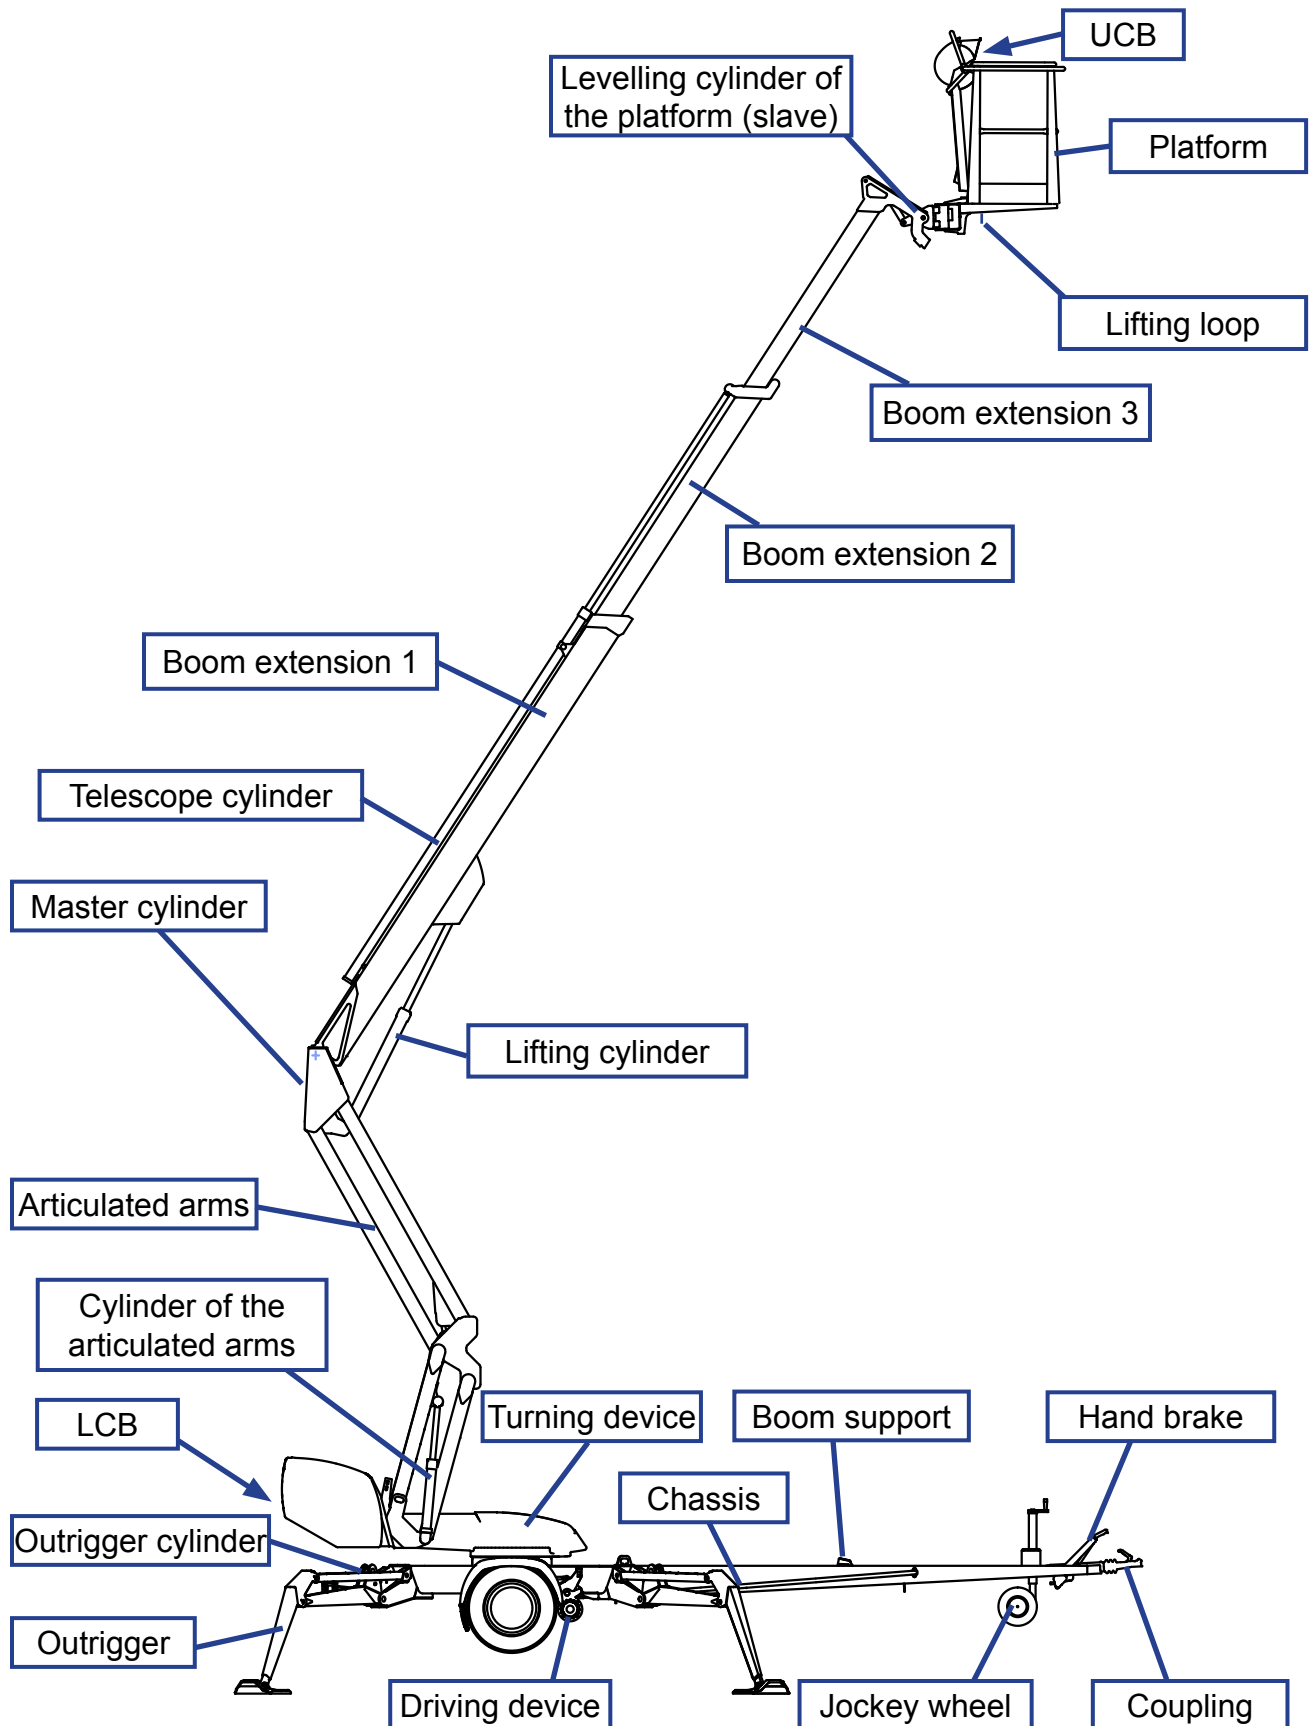 UCB
Levelling cylinder of
the platform (slave)
Platform
Lifting loop
Boom extension 3
Boom extension 2
Boom extension 1
Telescope cylinder
Master cylinder
Lifting cylinder
Articulated arms
Cylinder of the
articulated arms
LCB
Turning device
Boom support
Hand brake
Chassis
Outrigger cylinder
Outrigger
Driving device
Jockey wheel
Coupling